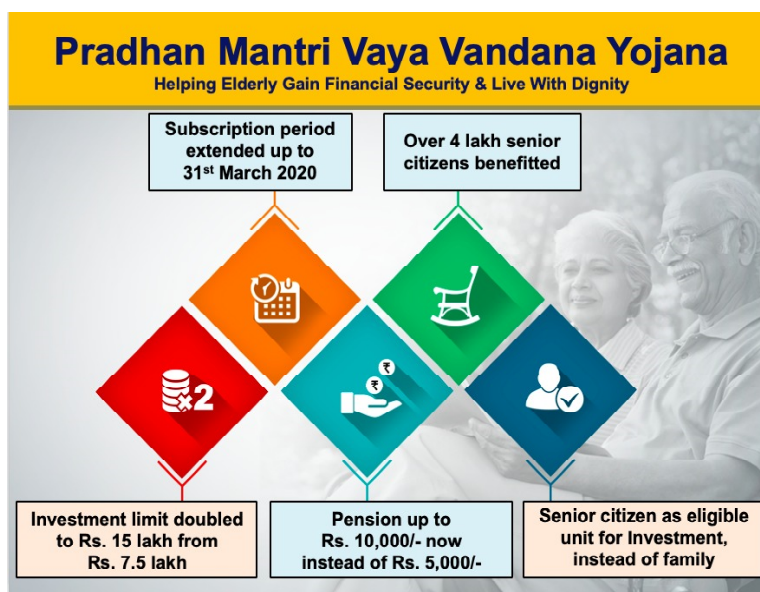 Pradhan Mantri Vaya Vandana Yojana
Helping Elderly Gain Financial Security & Live With Dignity
Subscription period
extended up to
31st March 2020
Over 4 lakh senior
citizens benefitted
x2
₹
₹
Investment limit doubled
to Rs. 15 lakh from
Rs. 7.5 lakh
Pension up to
Rs. 10,000/- now
instead of Rs. 5,000/-
Senior citizen as eligible
unit for Investment,
instead of family